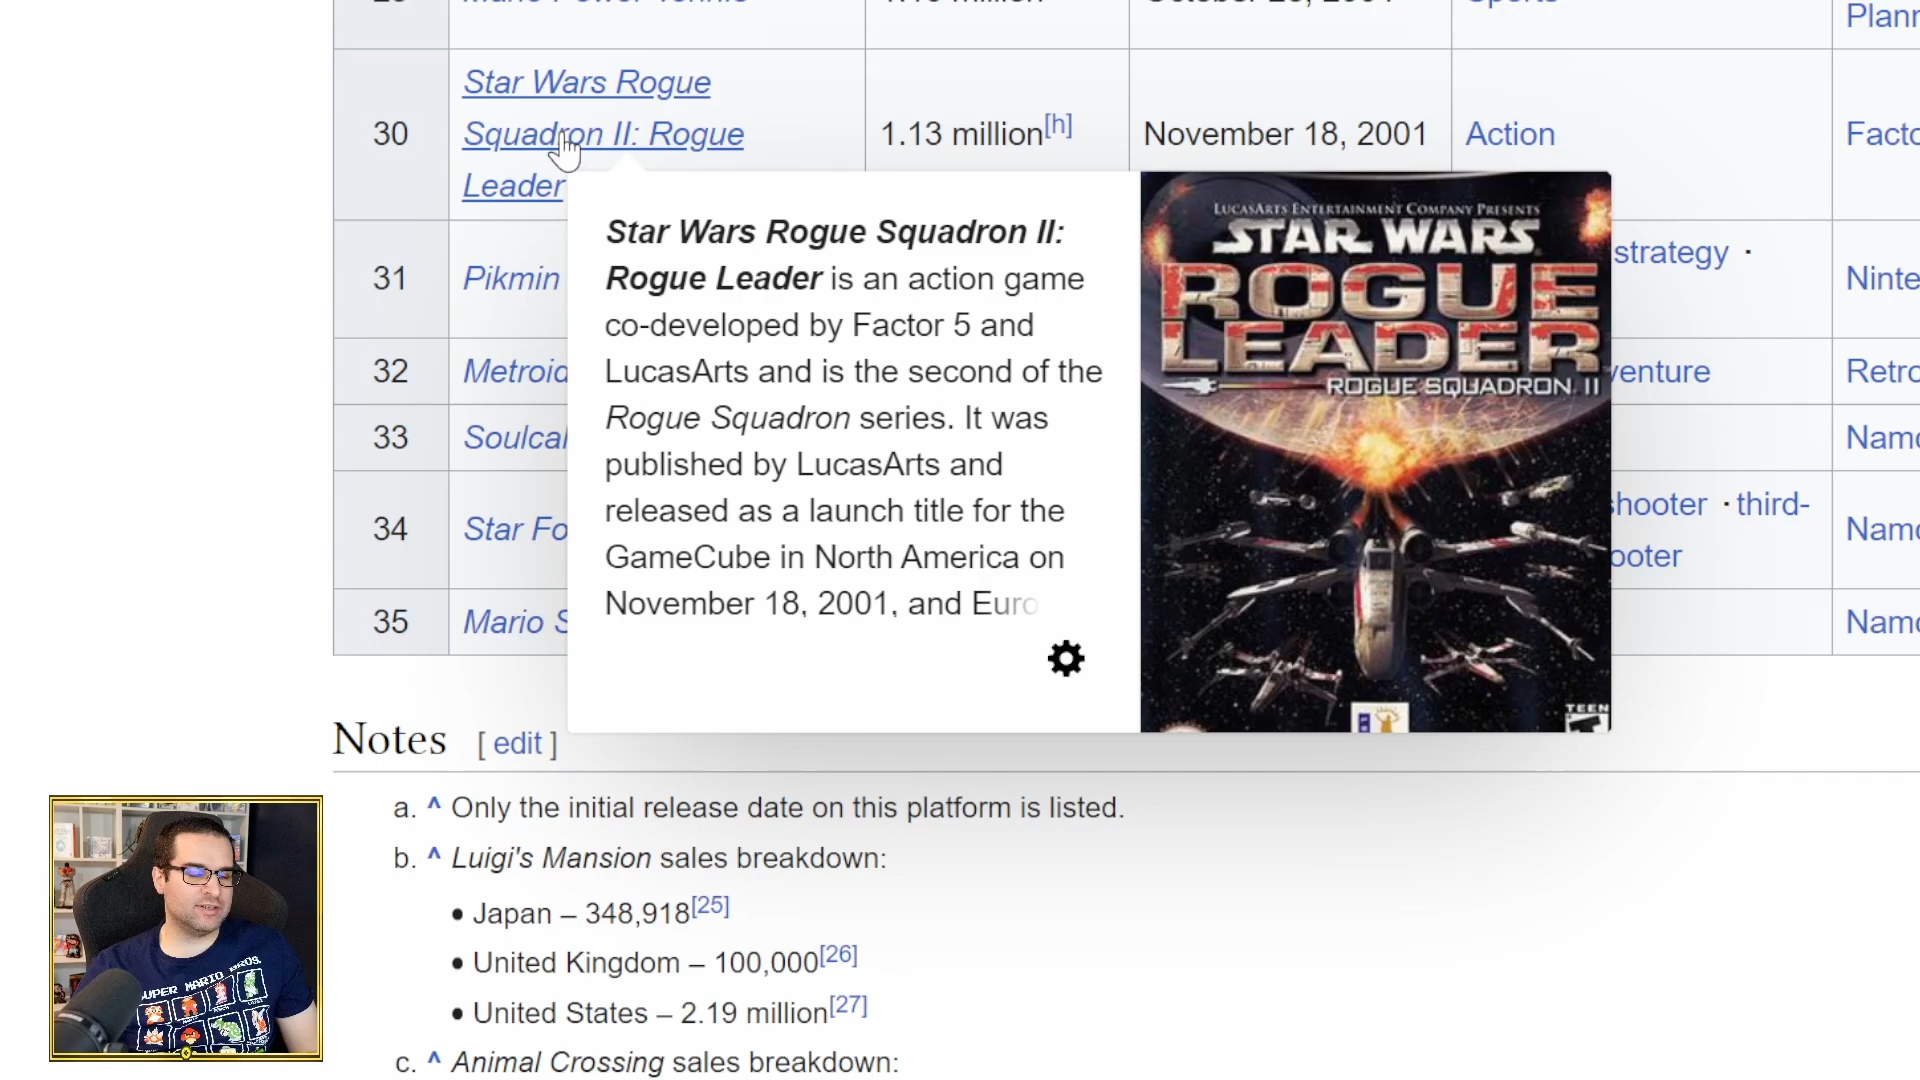 Plann
Star Wars Rogue
30
Squadron II: Rogue
1.13 million[h]
November 18, 2001
Action
Leader
Star Wars Rogue Squadron II:
Rogue Leader is an action game
co-developed by Factor 5 and
LucasArts and is the second of the
Rogue Squadron series. It was
published by LucasArts and
released as a launch title for the
GameCube in North America on
November 18, 2001, and Euro
LUCASARTS ENTERTAINMENT COMPANY PRESENTS
STAR WARS
ROGUE
LEADER
ROGUE SQUADRON II
TEEN
31
Pikmin
strategy ·
Ninte
32
Metroid
venture
Retro
33
Soulcal
Namo
34
Star Fo
hooter · third-
ooter
Namo
35
Mario S
Namo
Notes [ edit ]
a. ^ Only the initial release date on this platform is listed.
b. ^ Luigi's Mansion sales breakdown:
• Japan – 348,918[25]
• United Kingdom – 100,000[26]
• United States – 2.19 million[27]
c. ^ Animal Crossing sales breakdown:
SUPER MARIO BROS.